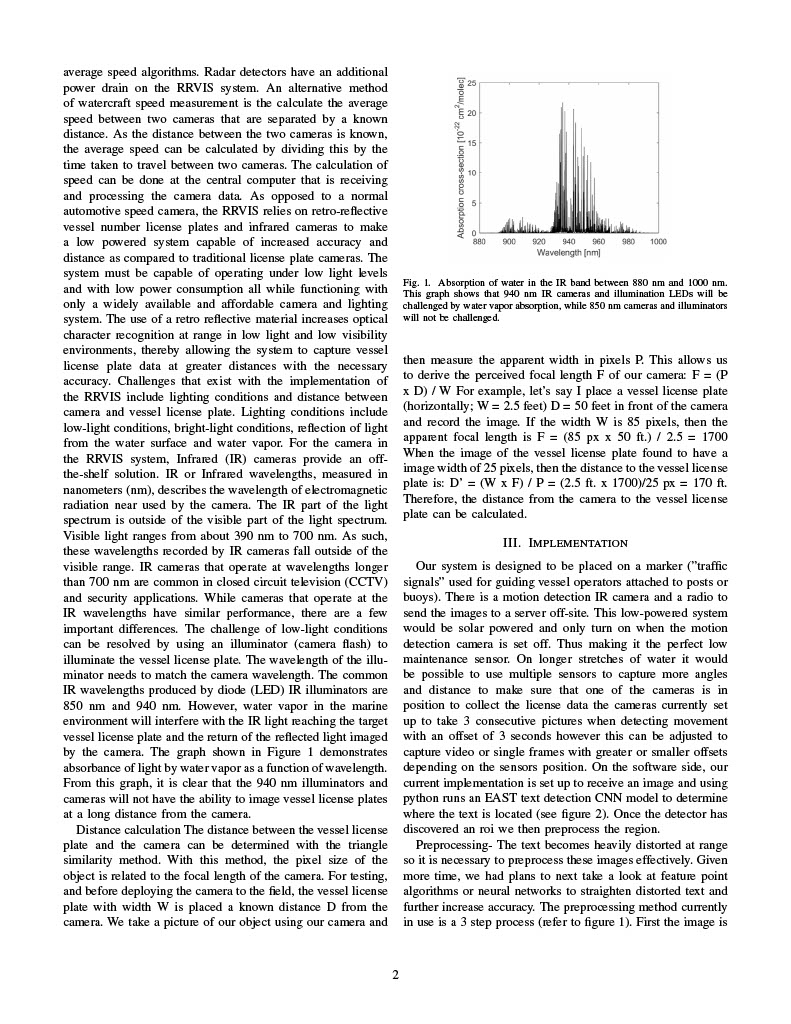 average speed algorithms. Radar detectors have an additional
power drain on the RRVIS system. An alternative method
of watercraft speed measurement is the calculate the average
speed between two cameras that are separated by a known
distance. As the distance between the two cameras is known,
the average speed can be calculated by dividing this by the
time taken to travel between two cameras. The calculation of
speed can be done at the central computer that is receiving
and processing the camera data. As opposed to a normal
automotive speed camera, the RRVIS relies on retro-reflective
vessel number license plates and infrared cameras to make
a low powered system capable of increased accuracy and
distance as compared to traditional license plate cameras. The
system must be capable of operating under low light levels
and with low power consumption all while functioning with
only a widely available and affordable camera and lighting
system. The use of a retro reflective material increases optical
character recognition at range in low light and low visibility
environments, thereby allowing the system to capture vessel
license plate data at greater distances with the necessary
accuracy. Challenges that exist with the implementation of
the RRVIS include lighting conditions and distance between
camera and vessel license plate. Lighting conditions include
low-light conditions, bright-light conditions, reflection of light
from the water surface and water vapor. For the camera in
the RRVIS system, Infrared (IR) cameras provide an off-
the-shelf solution. IR or Infrared wavelengths, measured in
nanometers (nm), describes the wavelength of electromagnetic
radiation near used by the camera. The IR part of the light
spectrum is outside of the visible part of the light spectrum.
Visible light ranges from about 390 nm to 700 nm. As such,
these wavelengths recorded by IR cameras fall outside of the
visible range. IR cameras that operate at wavelengths longer
than 700 nm are common in closed circuit television (CCTV)
and security applications. While cameras that operate at the
IR wavelengths have similar performance, there are a few
important differences. The challenge of low-light conditions
can be resolved by using an illuminator (camera flash) to
illuminate the vessel license plate. The wavelength of the illu-
minator needs to match the camera wavelength. The common
IR wavelengths produced by diode (LED) IR illuminators are
850 nm and 940 nm. However, water vapor in the marine
environment will interfere with the IR light reaching the target
vessel license plate and the return of the reflected light imaged
by the camera. The graph shown in Figure 1 demonstrates
absorbance of light by water vapor as a function of wavelength.
From this graph, it is clear that the 940 nm illuminators and
cameras will not have the ability to image vessel license plates
at a long distance from the camera.
Distance calculation The distance between the vessel license
plate and the camera can be determined with the triangle
similarity method. With this method, the pixel size of the
object is related to the focal length of the camera. For testing,
and before deploying the camera to the field, the vessel license
plate with width W is placed a known distance D from the
camera. We take a picture of our object using our camera and
Absorption cross-section [10-22 cm2/molec]
25
20
15
10
5
0
880 900 920 940 960 980 1000
Wavelength [nm]
Fig. 1. Absorption of water in the IR band between 880 nm and 1000 nm.
This graph shows that 940 nm IR cameras and illumination LEDs will be
challenged by water vapor absorption, while 850 nm cameras and illuminators
will not be challenged.
then measure the apparent width in pixels P. This allows us
to derive the perceived focal length F of our camera: F = (P
x D) / W For example, let's say I place a vessel license plate
(horizontally; W = 2.5 feet) D = 50 feet in front of the camera
and record the image. If the width W is 85 pixels, then the
apparent focal length is F = (85 px x 50 ft.) / 2.5 = 1700
When the image of the vessel license plate found to have a
image width of 25 pixels, then the distance to the vessel license
plate is: D' = (W x F) / P = (2.5 ft. x 1700)/25 px = 170 ft.
Therefore, the distance from the camera to the vessel license
plate can be calculated.
III. IMPLEMENTATION
Our system is designed to be placed on a marker ("traffic
signals" used for guiding vessel operators attached to posts or
buoys). There is a motion detection IR camera and a radio to
send the images to a server off-site. This low-powered system
would be solar powered and only turn on when the motion
detection camera is set off. Thus making it the perfect low
maintenance sensor. On longer stretches of water it would
be possible to use multiple sensors to capture more angles
and distance to make sure that one of the cameras is in
position to collect the license data the cameras currently set
up to take 3 consecutive pictures when detecting movement
with an offset of 3 seconds however this can be adjusted to
capture video or single frames with greater or smaller offsets
depending on the sensors position. On the software side, our
current implementation is set up to receive an image and using
python runs an EAST text detection CNN model to determine
where the text is located (see figure 2). Once the detector has
discovered an roi we then preprocess the region.
Preprocessing- The text becomes heavily distorted at range
so it is necessary to preprocess these images effectively. Given
more time, we had plans to next take a look at feature point
algorithms or neural networks to straighten distorted text and
further increase accuracy. The preprocessing method currently
in use is a 3 step process (refer to figure 1). First the image is
2